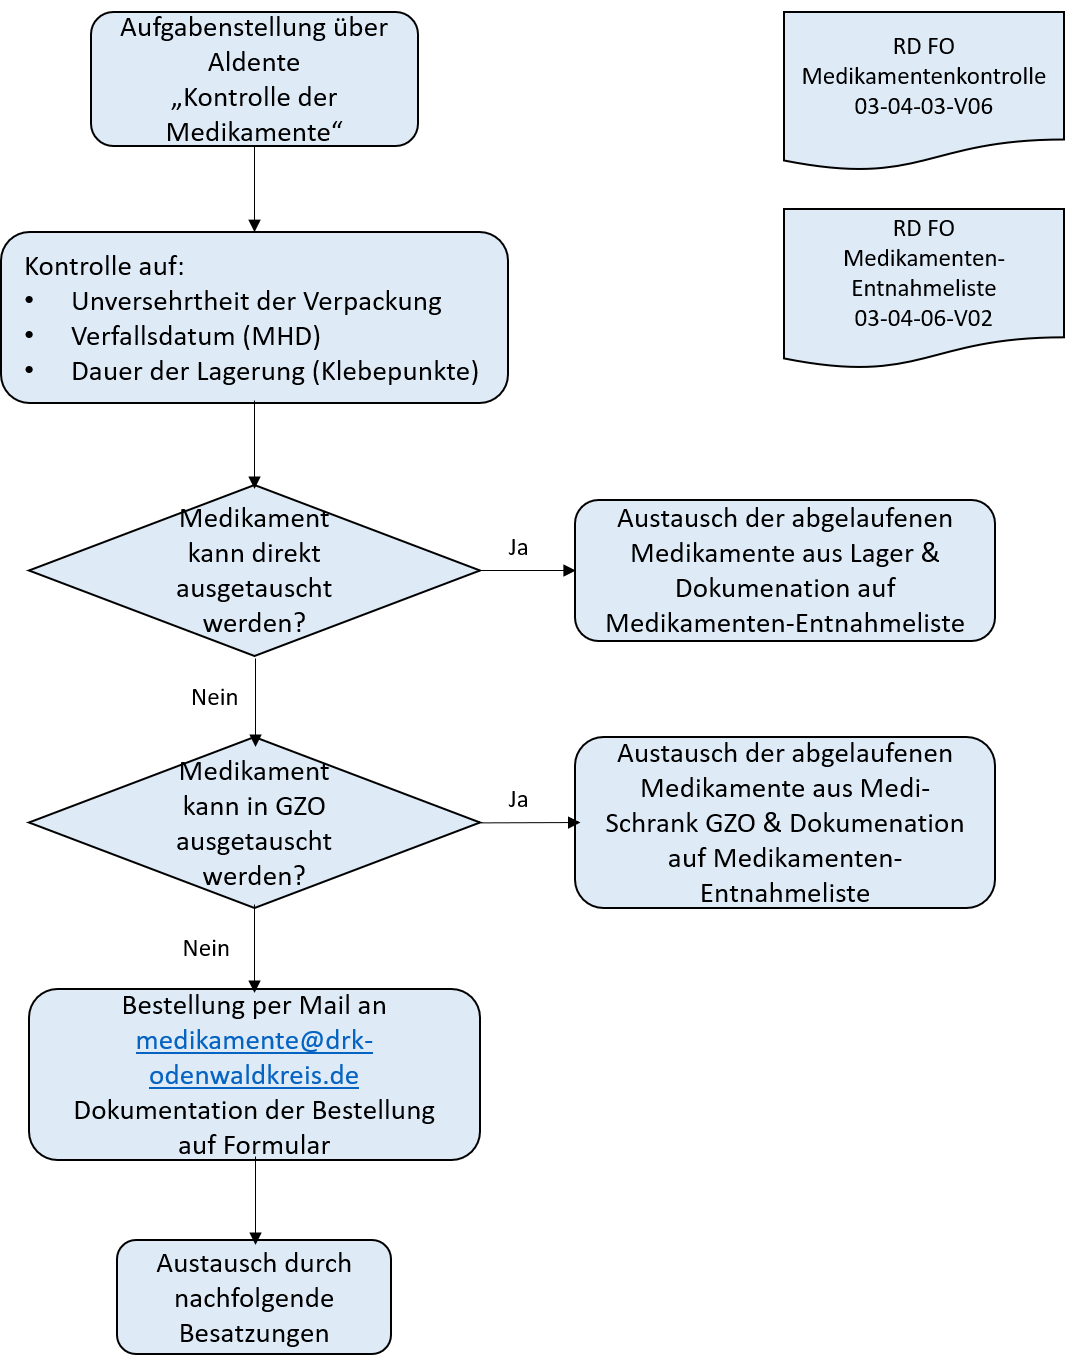 Aufgabenstellung über
Aldente
„Kontrolle der
Medikamente“
RD FO
Medikamentenkontrolle
03-04-03-V06
RD FO
Medikamenten-
Entnahmeliste
03-04-06-V02
Kontrolle auf:
• Unversehrtheit der Verpackung
• Verfallsdatum (MHD)
• Dauer der Lagerung (Klebepunkte)
Medikament
kann direkt
ausgetauscht
werden?
Ja
Austausch der abgelaufenen
Medikamente aus Lager &
Dokumenation auf
Medikamenten-Entnahmeliste
Nein
Medikament
kann in GZO
ausgetauscht
werden?
Ja
Austausch der abgelaufenen
Medikamente aus Medi-
Schrank GZO & Dokumenation
auf Medikamenten-
Entnahmeliste
Nein
Bestellung per Mail an
medikamente@drk-
odenwaldkreis.de
Dokumentation der Bestellung
auf Formular
Austausch durch
nachfolgende
Besatzungen